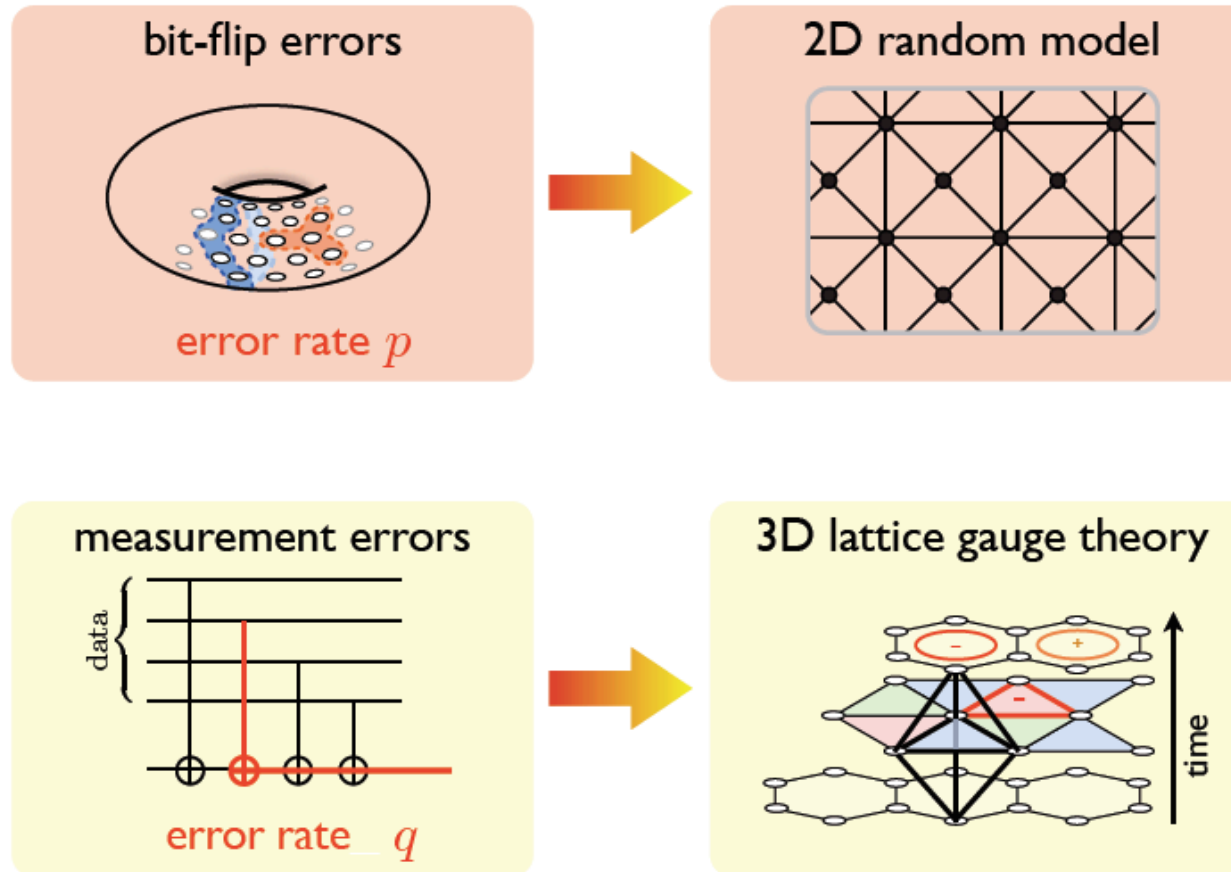 bit-flip errors
error rate p
2D random model
measurement errors
data
error rate q
3D lattice gauge theory
-
+
-
time